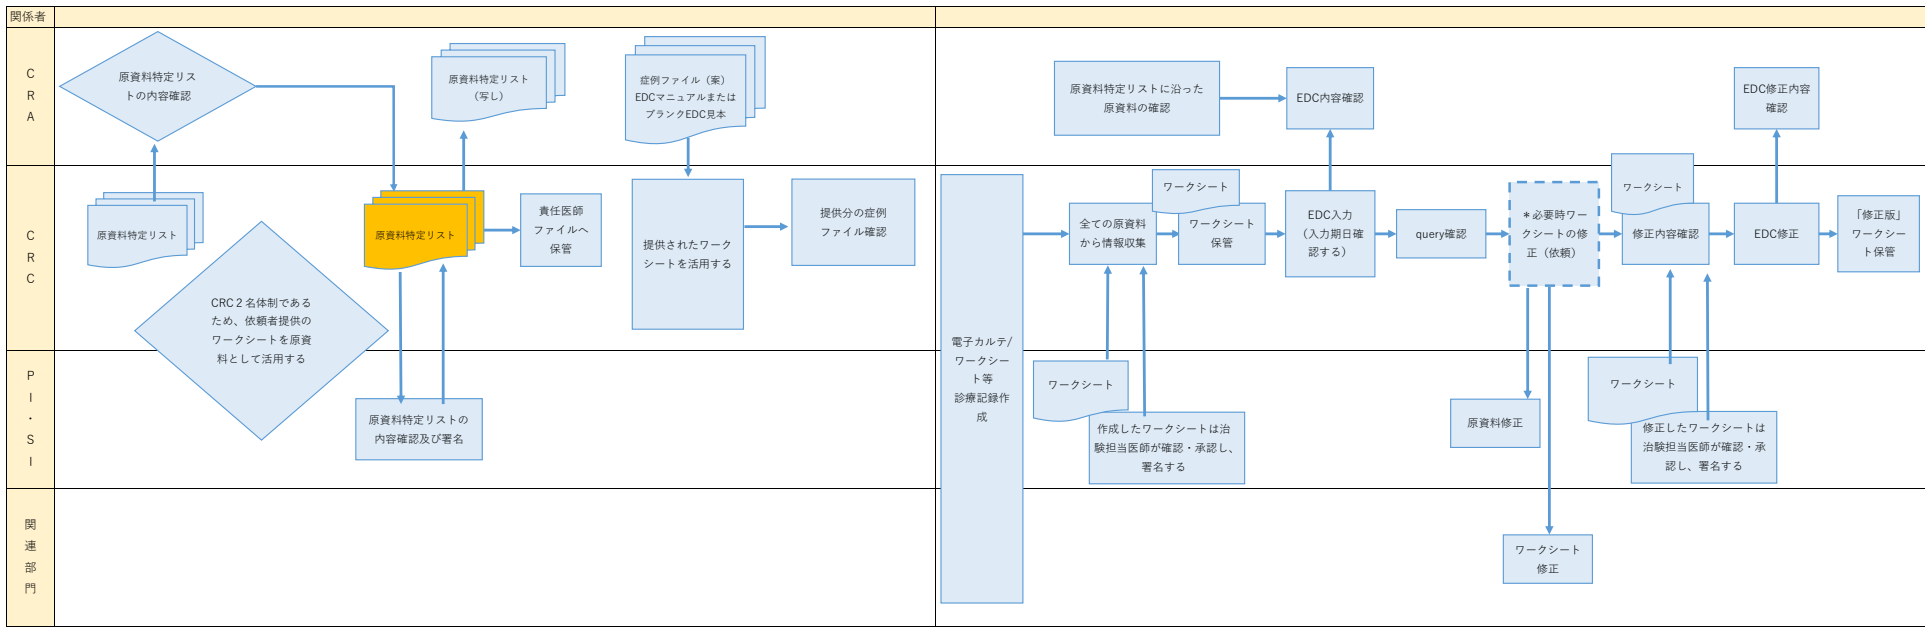 関係者
C
R
A
原資料特定リス
トの内容確認
原資料特定リスト
（写し）
症例ファイル（案）
EDCマニュアルまたは
ブランクEDC見本
原資料特定リストに沿った
原資料の確認
EDC内容確認
EDC修正内容
確認
C
R
C
原資料特定リスト
CRC２名体制である
ため、依頼者提供の
ワークシートを原資
料として活用する
原資料特定リスト
責任医師
ファイルへ
保管
提供されたワーク
シートを活用する
提供分の症例
ファイル確認
電子カルテ/
ワークシー
ト等
診療記録作
成
全ての原資料
から情報収集
ワークシート
ワークシート
保管
EDC入力
（入力期日確
認する）
query確認
＊必要時ワー
クシートの修
正（依頼）
ワークシート
修正内容確認
EDC修正
「修正版」
ワークシー
ト保管
P
I
・
S
I
原資料特定リストの
内容確認及び署名
ワークシート
作成したワークシートは治
験担当医師が確認・承認し、
署名する
原資料修正
ワークシート
修正したワークシートは
治験担当医師が確認・承
認し、署名する
関
連
部
門
ワークシート
修正